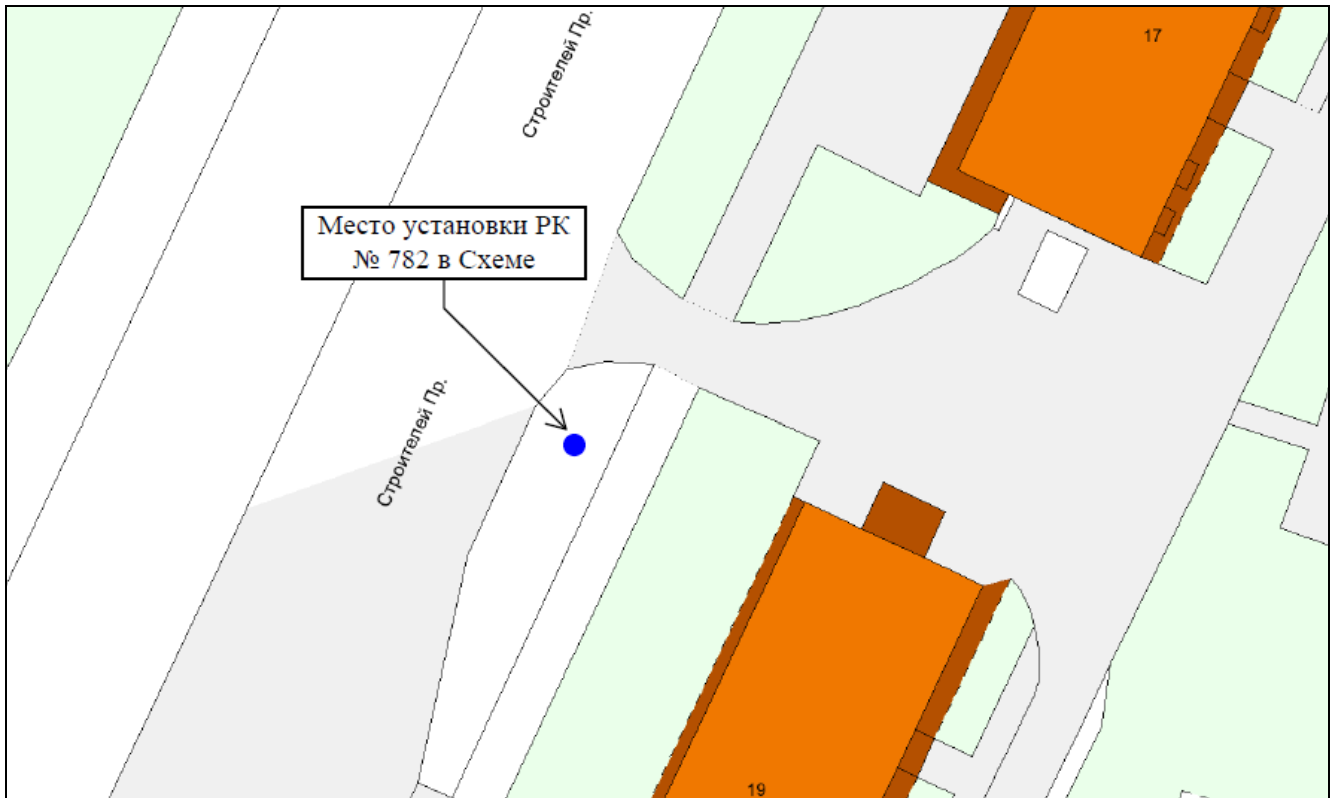 Строителей Пр.
17
Место установки РК
№ 782 в Схеме
Строителей Пр.
19